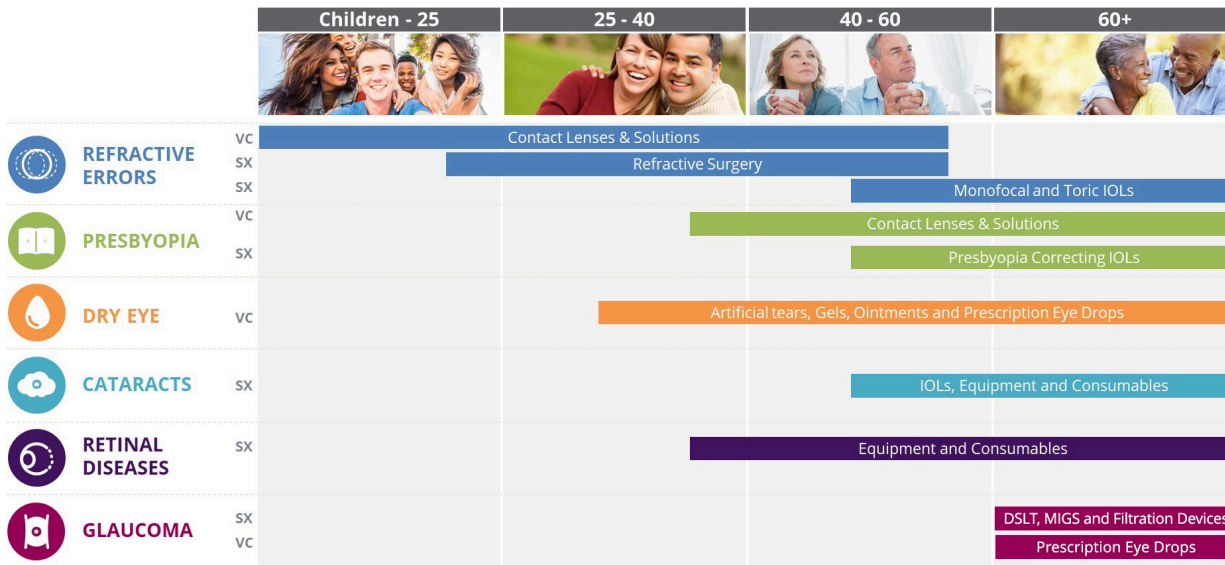 Children - 25
25 - 40
40 - 60
60+
REFRACTIVE
ERRORS
VC
Contact Lenses & Solutions
SX
Refractive Surgery
SX
Monofocal and Toric IOLs
PRESBYOPIA
VC
Contact Lenses & Solutions
SX
Presbyopia Correcting IOLs
DRY EYE
VC
Artificial tears, Gels, Ointments and Prescription Eye Drops
CATARACTS
SX
IOLs, Equipment and Consumables
RETINAL
DISEASES
SX
Equipment and Consumables
GLAUCOMA
SX
DSLT, MIGS and Filtration Devices
VC
Prescription Eye Drops